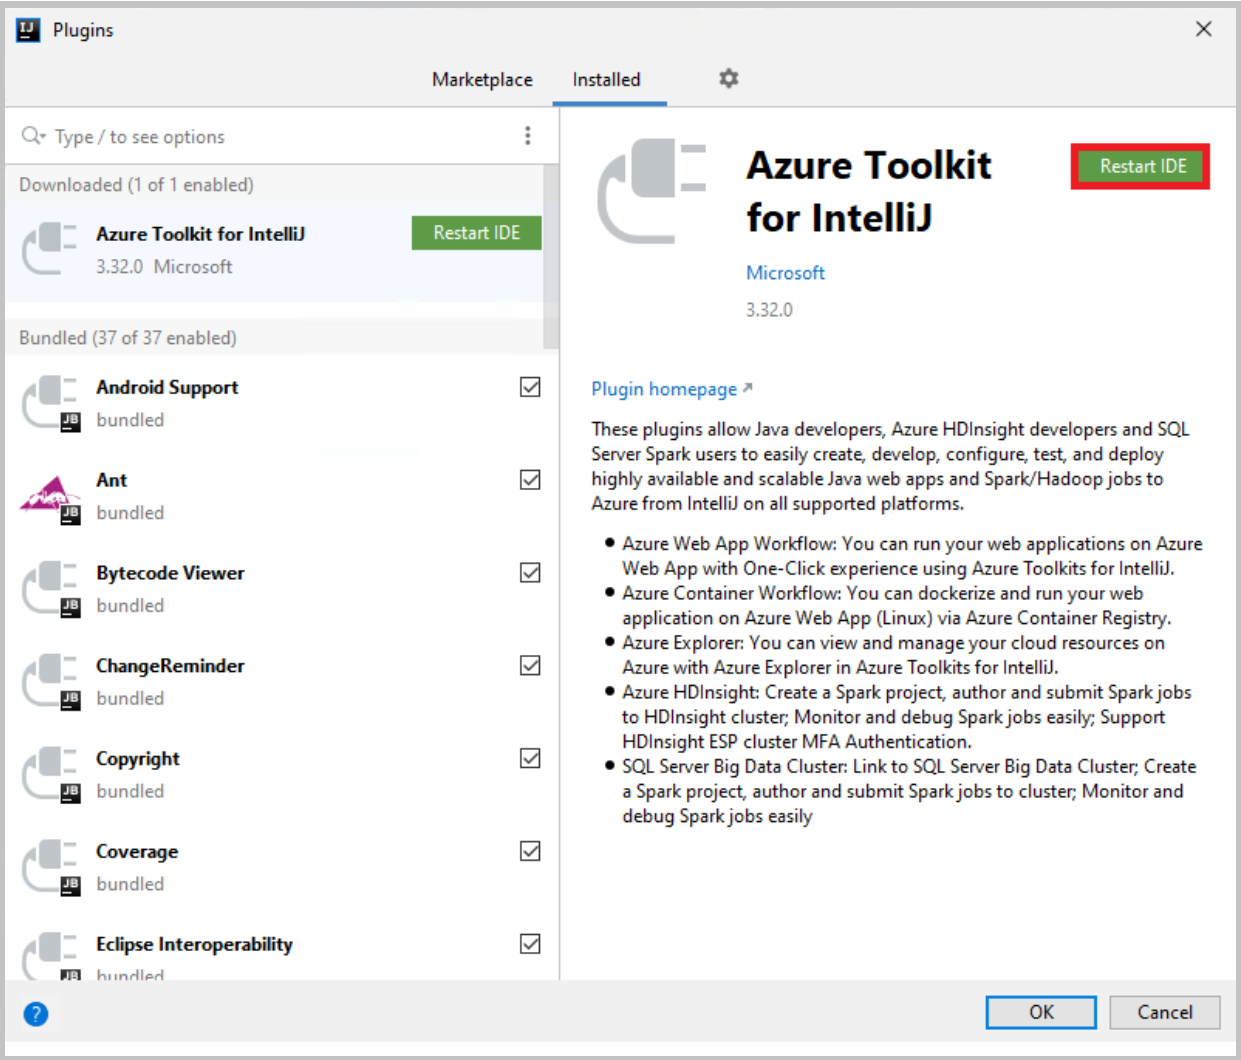 IJ Plugins
Marketplace Installed
Type / to see options
Downloaded (1 of 1 enabled)
Azure Toolkit for IntelliJ Restart IDE
3.32.0 Microsoft
Bundled (37 of 37 enabled)
Android Support
JB bundled
Ant
JB bundled
Bytecode Viewer
JB bundled
ChangeReminder
JB bundled
Copyright
JB bundled
Coverage
JB bundled
Eclipse Interoperability
JB bundled
Azure Toolkit
for IntelliJ
Restart IDE
Microsoft
3.32.0
Plugin homepage
These plugins allow Java developers, Azure HDInsight developers and SQL
Server Spark users to easily create, develop, configure, test, and deploy
highly available and scalable Java web apps and Spark/Hadoop jobs to
Azure from IntelliJ on all supported platforms.
● Azure Web App Workflow: You can run your web applications on Azure
Web App with One-Click experience using Azure Toolkits for IntelliJ.
● Azure Container Workflow: You can dockerize and run your web
application on Azure Web App (Linux) via Azure Container Registry.
● Azure Explorer: You can view and manage your cloud resources on
Azure with Azure Explorer in Azure Toolkits for IntelliJ.
● Azure HDInsight: Create a Spark project, author and submit Spark jobs
to HDInsight cluster; Monitor and debug Spark jobs easily; Support
HDInsight ESP cluster MFA Authentication.
● SQL Server Big Data Cluster: Link to SQL Server Big Data Cluster; Create
a Spark project, author and submit Spark jobs to cluster; Monitor and
debug Spark jobs easily
? OK Cancel